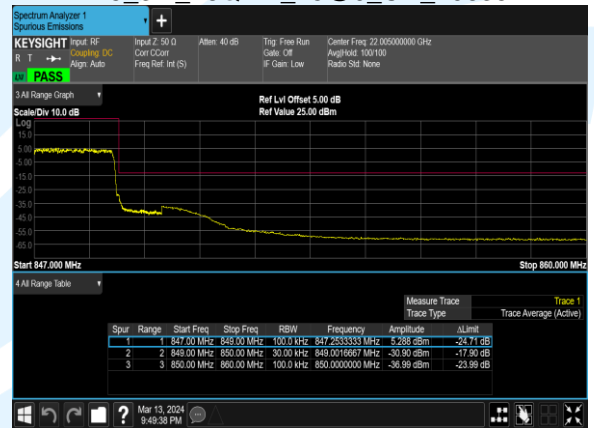 Spectrum Analyzer 1
Spurious Emissions
+
KEYSIGHT Input: RF
R T Coupling: DC
Align: Auto
LV PASS
Input Z: 50 Ω
Corr CCorr
Freq Ref: Int (S)
Atten: 40 dB
Trig: Free Run
Gate: Off
IF Gain: Low
Center Freq: 22.005000000 GHz
Avg|Hold: 100/100
Radio Std: None
3 All Range Graph
Scale/Div 10.0 dB
Ref Lvl Offset 5.00 dB
Ref Value 25.00 dBm
Log
15.0
5.00
-5.00
-15.0
-25.0
-35.0
-45.0
-55.0
-65.0
Start 847.000 MHz Stop 860.000 MHz
4 All Range Table
Measure Trace Trace 1
Trace Type Trace Average (Active)
Spur Range Start Freq Stop Freq RBW Frequency Amplitude ΔLimit
1 1 847.00 MHz 849.00 MHz 100.0 kHz 847.2533333 MHz 5.288 dBm -24.71 dB
2 2 849.00 MHz 850.00 MHz 30.00 kHz 849.0016667 MHz -30.90 dBm -17.90 dB
3 3 850.00 MHz 860.00 MHz 100.0 kHz 850.0000000 MHz -36.99 dBm -23.99 dB
? Mar 13, 2024
9:49:38 PM